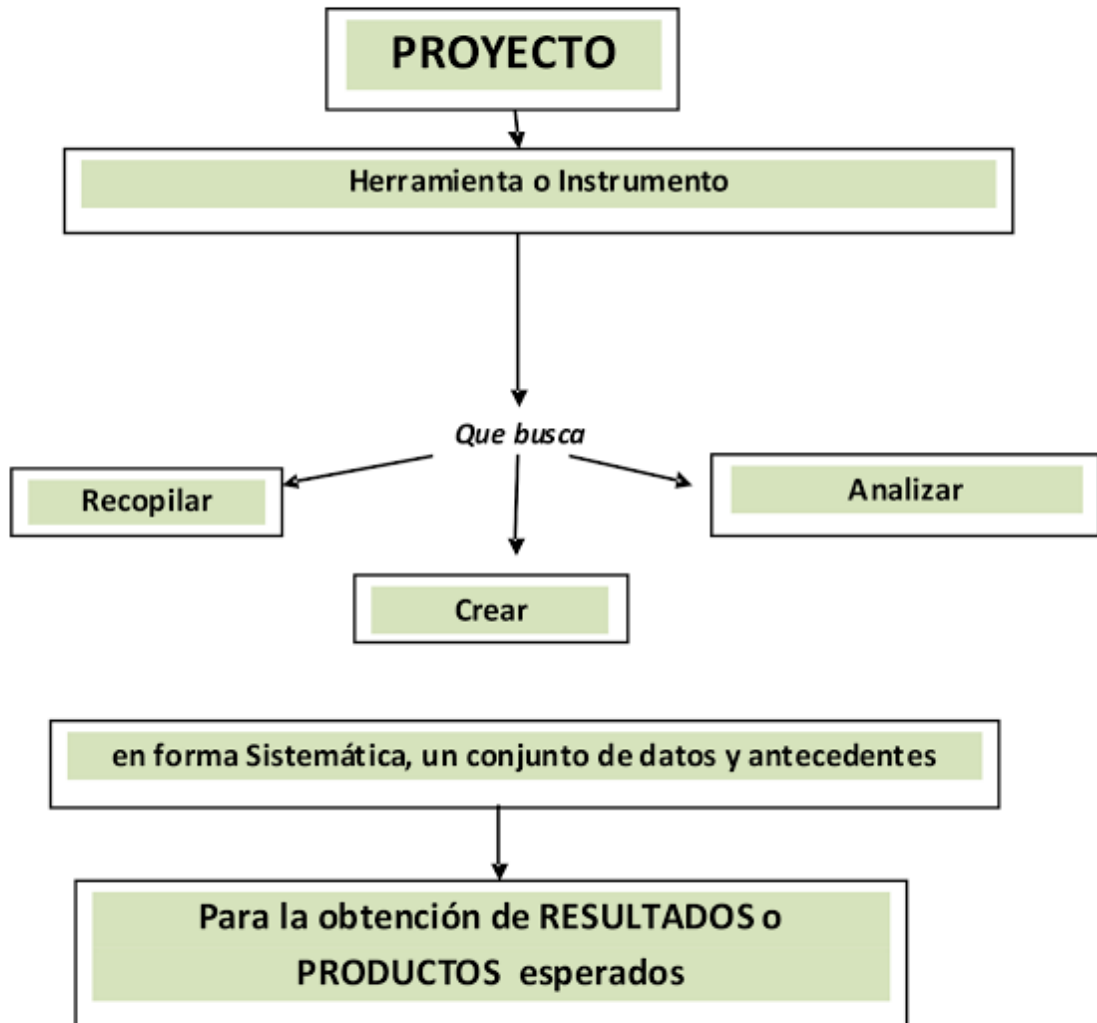 PROYECTO
Herramienta o Instrumento
Que busca
Recopilar
Analizar
Crear
en forma Sistemática, un conjunto de datos y antecedentes
Para la obtención de RESULTADOS o
PRODUCTOS esperados